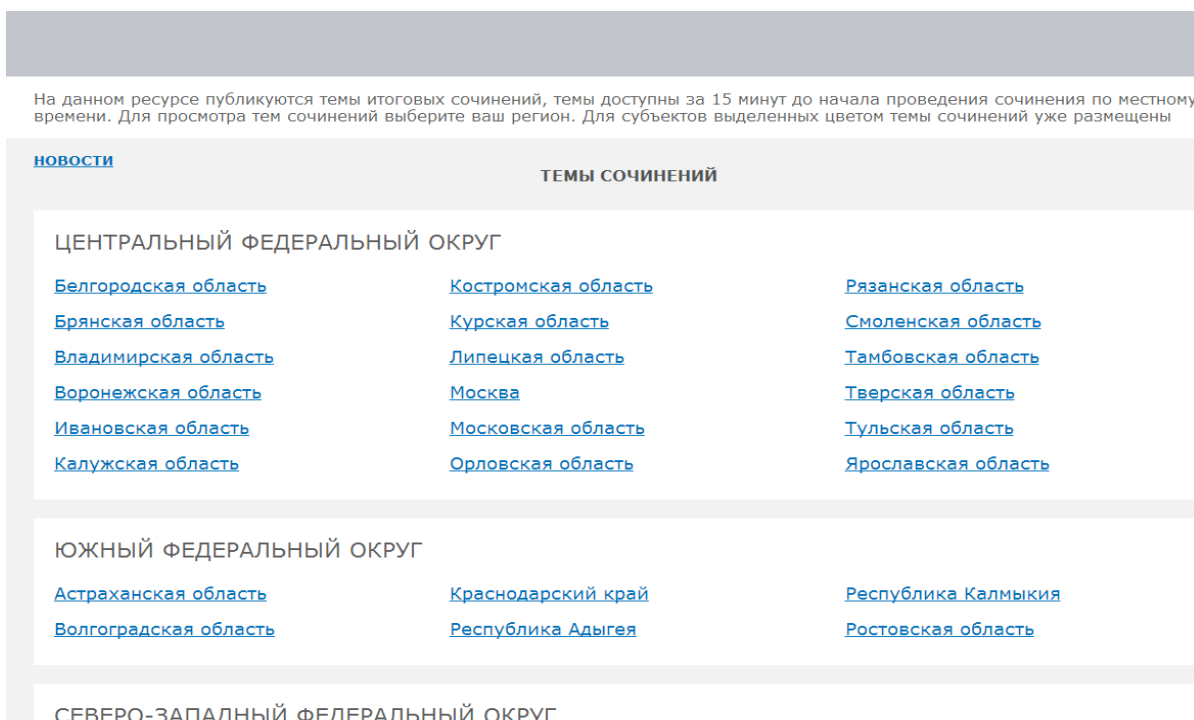 На данном ресурсе публикуются темы итоговых сочинений, темы доступны за 15 минут до начала проведения сочинения по местному
времени. Для просмотра тем сочинений выберите ваш регион. Для субъектов выделенных цветом темы сочинений уже размещены
НОВОСТИ
ТЕМЫ СОЧИНЕНИЙ
ЦЕНТРАЛЬНЫЙ ФЕДЕРАЛЬНЫЙ ОКРУГ
Белгородская область Костромская область Рязанская область
Брянская область Курская область Смоленская область
Владимирская область Липецкая область Тамбовская область
Воронежская область Москва Тверская область
Ивановская область Московская область Тульская область
Калужская область Орловская область Ярославская область
ЮЖНЫЙ ФЕДЕРАЛЬНЫЙ ОКРУГ
Астраханская область Краснодарский край Республика Калмыкия
Волгоградская область Республика Адыгея Ростовская область
СЕВЕРО-ЗАПАДНЫЙ ФЕДЕРАЛЬНЫЙ ОКРУГ